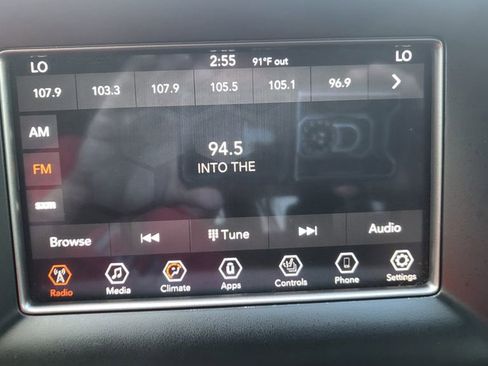 LO 2:55 91°F out LO
107.9 103.3 107.9 105.5 105.1 96.9
AM
94.5
FM
INTO THE
sxm
Browse Tune Audio
Radio Media Climate Apps Controls Phone Settings